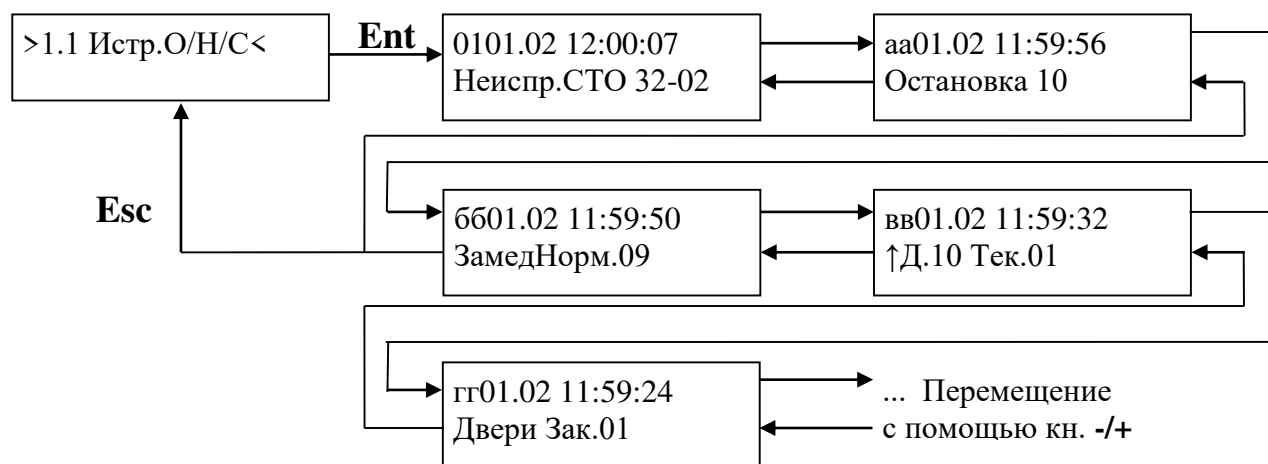 >1.1 Истр.О/Н/С<
Ent
0101.02 12:00:07
Неиспр.СТО 32-02
аа01.02 11:59:56
Остановка 10
Esc
бб01.02 11:59:50
ЗамедНорм.09
вв01.02 11:59:32
↑Д.10 Тек.01
гг01.02 11:59:24
Двери Зак.01
... Перемещение
с помощью кн. -/+